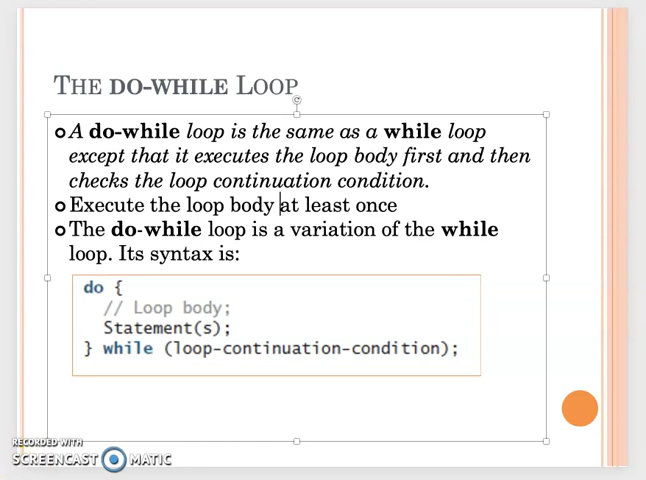 THE DO-WHILE LOOP
A do-while loop is the same as a while loop
except that it executes the loop body first and then
checks the loop continuation condition.
Execute the loop body at least once
The do-while loop is a variation of the while
loop. Its syntax is:
do {
// Loop body;
Statement(s);
} while (loop-continuation-condition);
RECORDED WITH
SCREENCAST MATIC